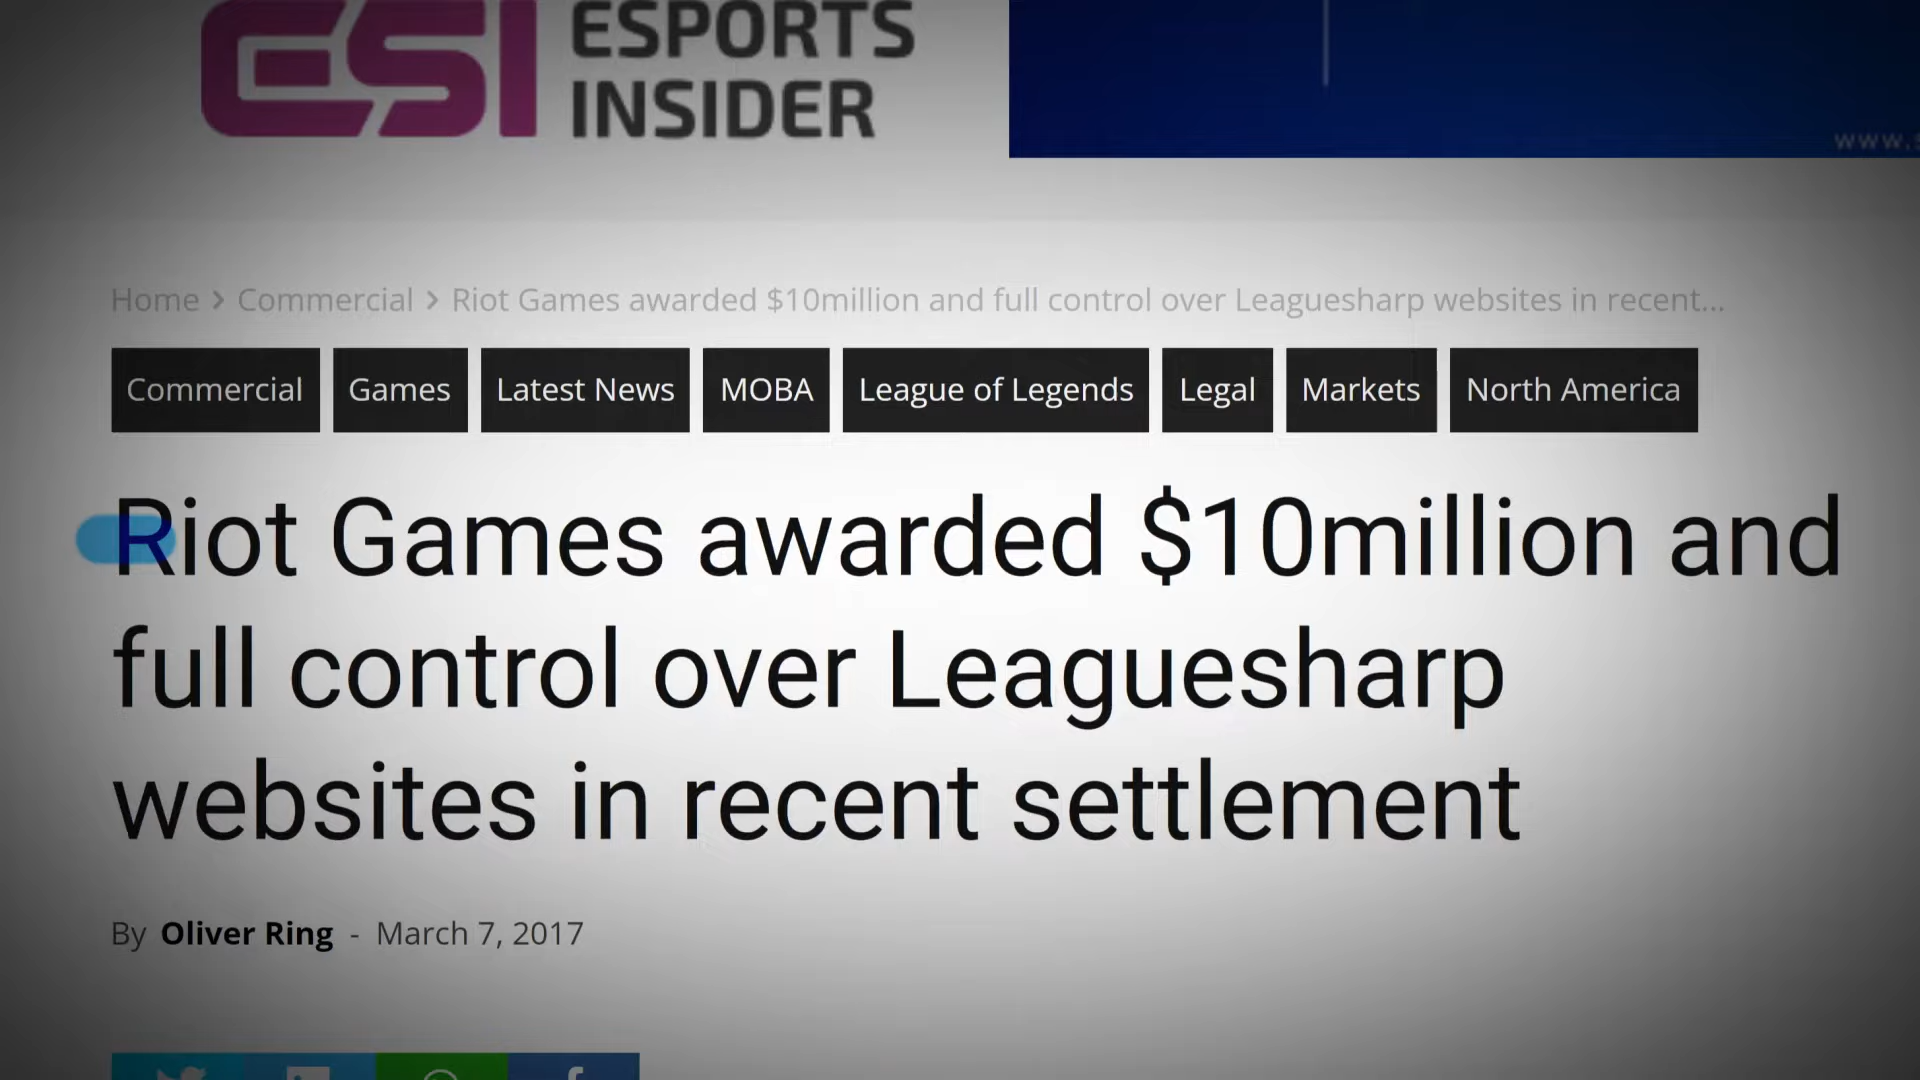 ESI ESPORTS
INSIDER
www.s
Home > Commercial > Riot Games awarded $10million and full control over Leaguesharp websites in recent...
Commercial Games Latest News MOBA League of Legends Legal Markets North America
Riot Games awarded $10million and
full control over Leaguesharp
websites in recent settlement
By Oliver Ring - March 7, 2017